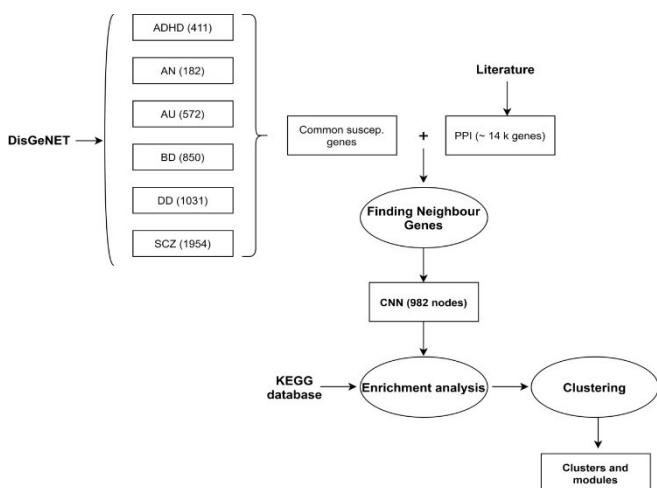 DisGeNET
ADHD (411)
AN (182)
AU (572)
BD (850)
DD (1031)
SCZ (1954)
Common suscep.
genes
+
Literature
PPI (~ 14 k genes)
Finding Neighbour
Genes
CNN (982 nodes)
KEGG
database
Enrichment analysis
Clustering
Clusters and
modules